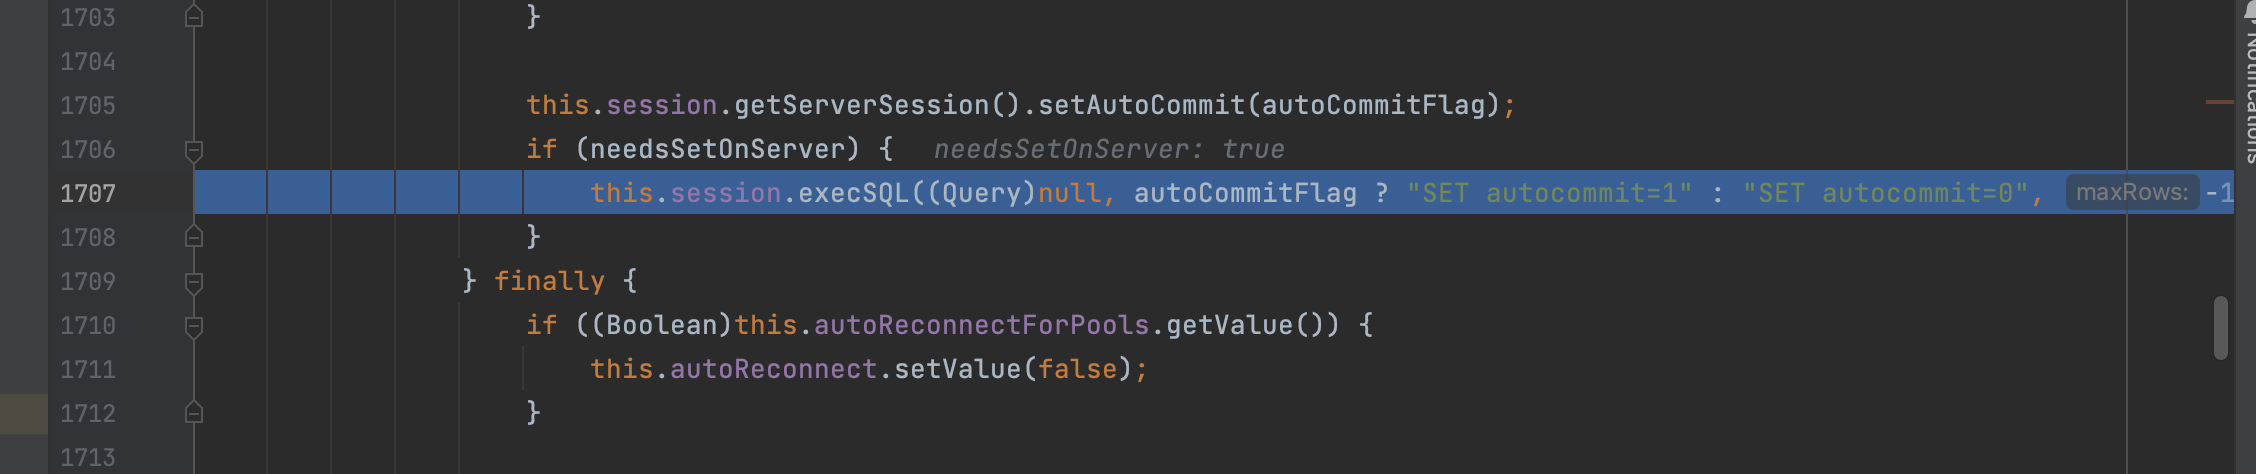 1703 }
1704
1705 this.session.getServerSession().setAutoCommit(autoCommitFlag);
1706 if (needsSetOnServer) { needsSetOnServer: true
1707 this.session.execSQL((Query)null, autoCommitFlag ? "SET autocommit=1" : "SET autocommit=0", maxRows: -1
1708 }
1709 } finally {
1710 if ((Boolean)this.autoReconnectForPools.getValue()) {
1711 this.autoReconnect.setValue(false);
1712 }
1713
Notifications